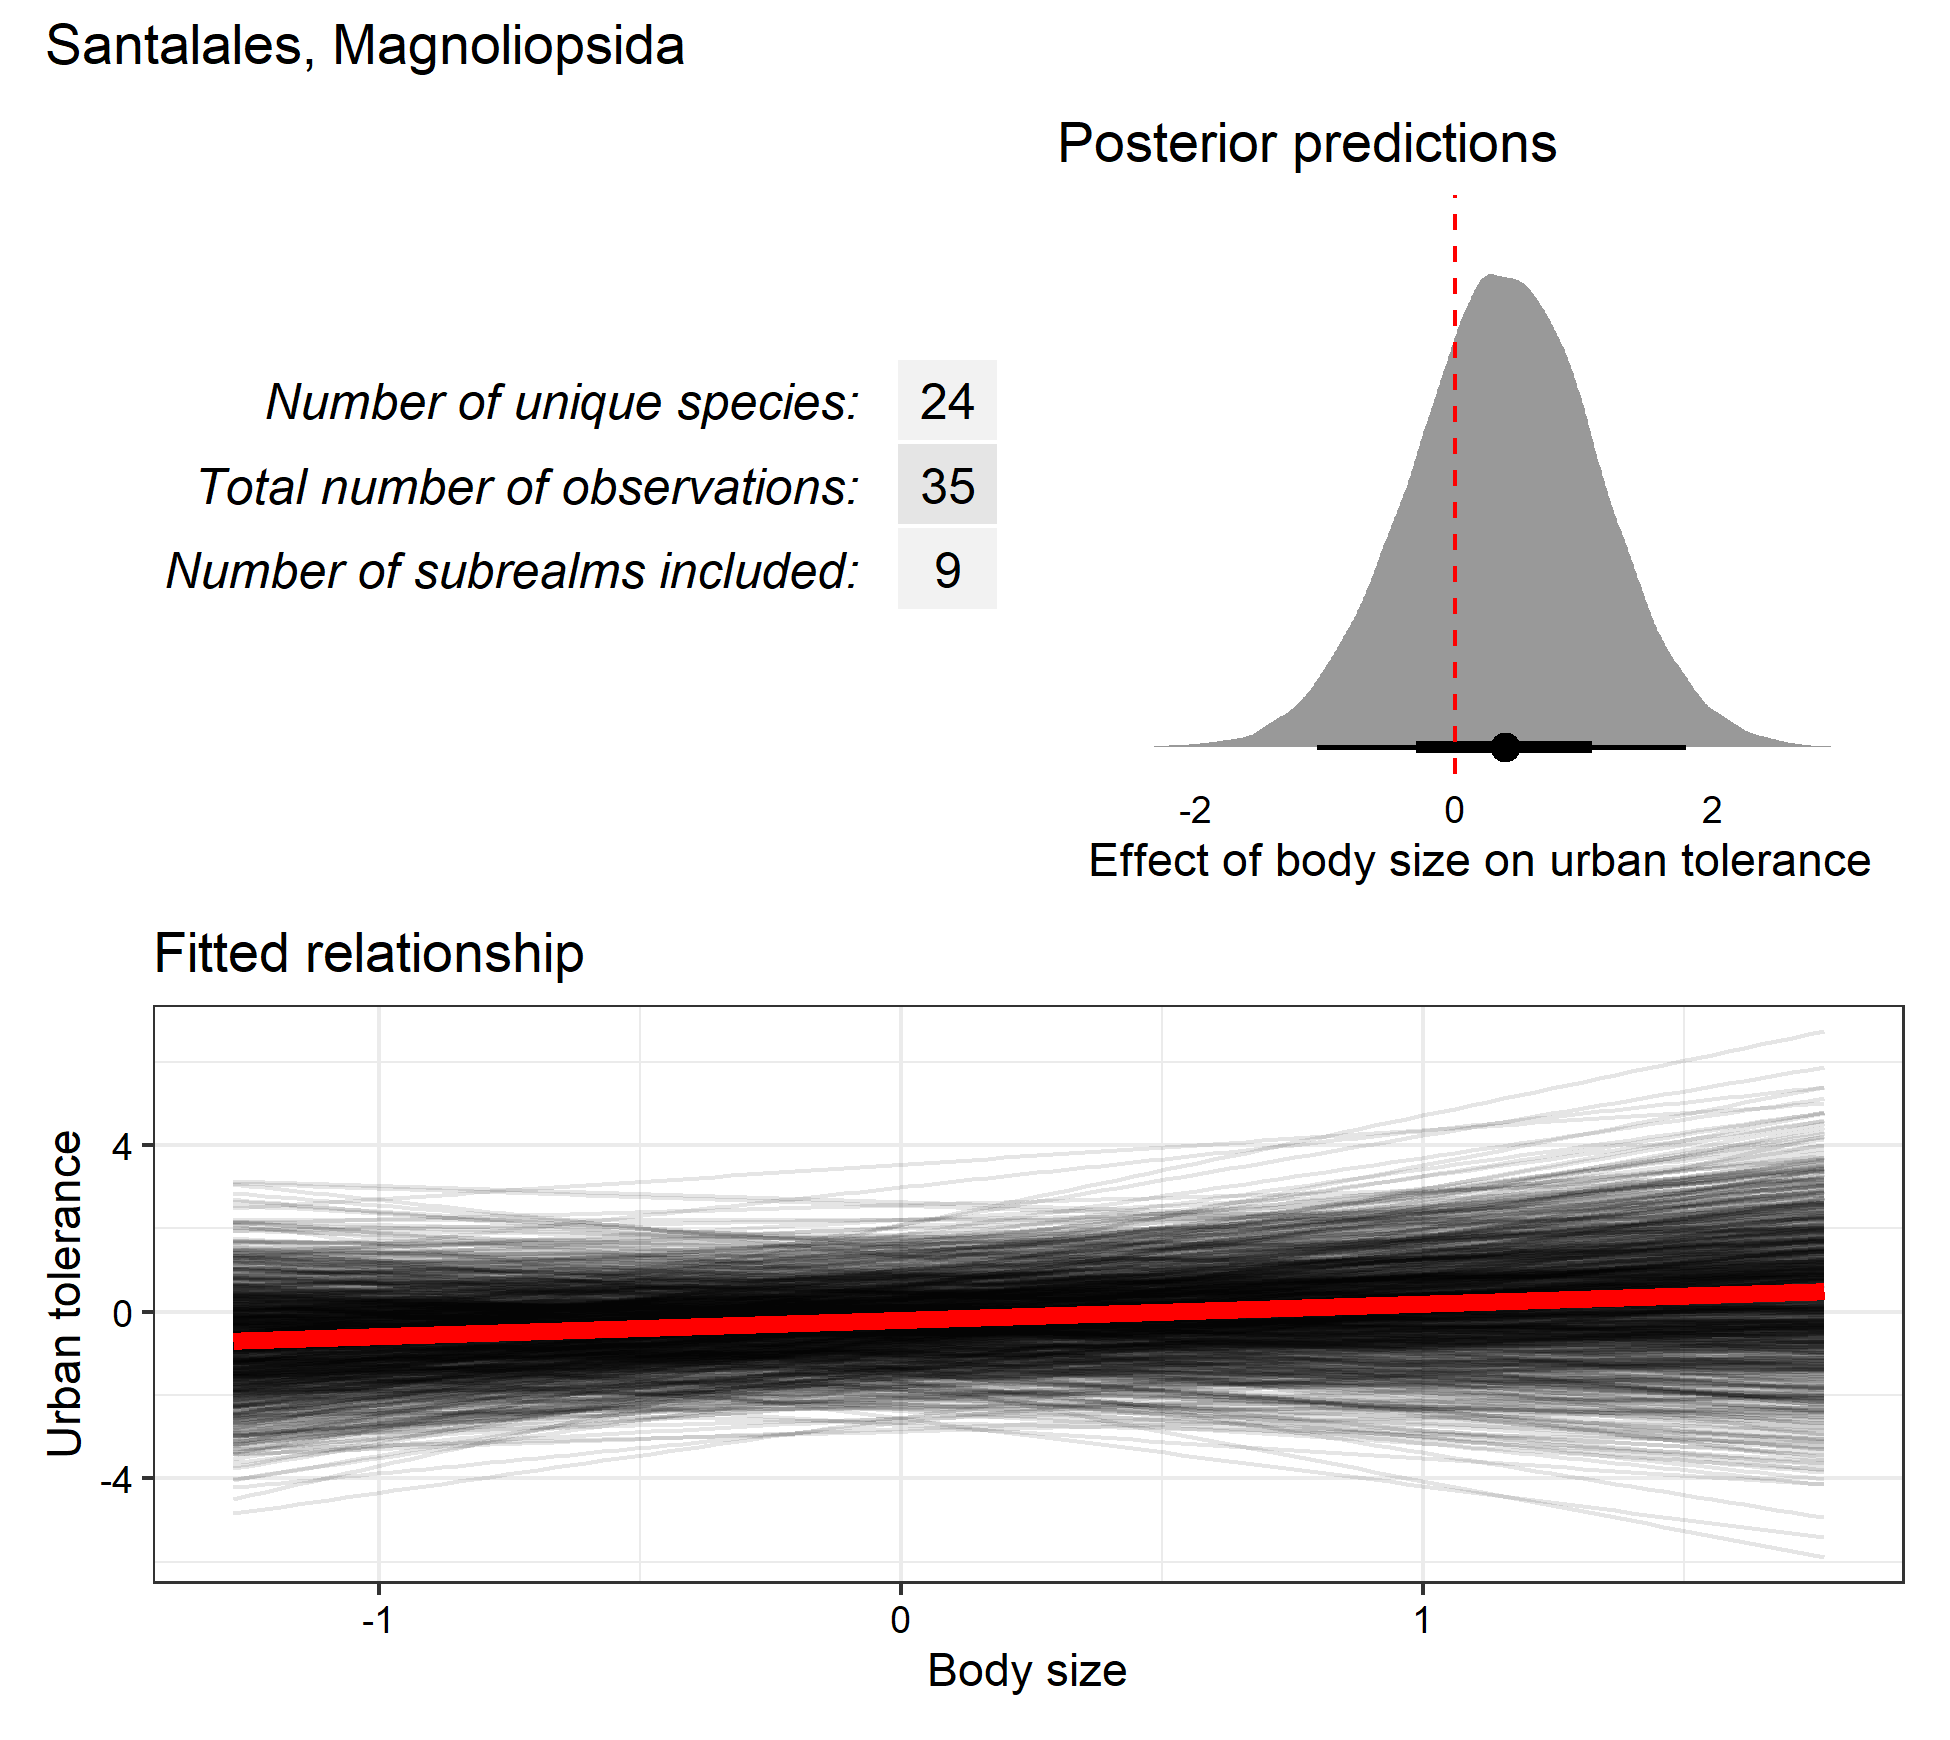 Santalales, Magnoliopsida
Posterior predictions
Number of unique species: 24
Total number of observations: 35
Number of subrealms included: 9
-2 0 2
Effect of body size on urban tolerance
Fitted relationship
Urban tolerance
4
0
-4
-1 0 1
Body size